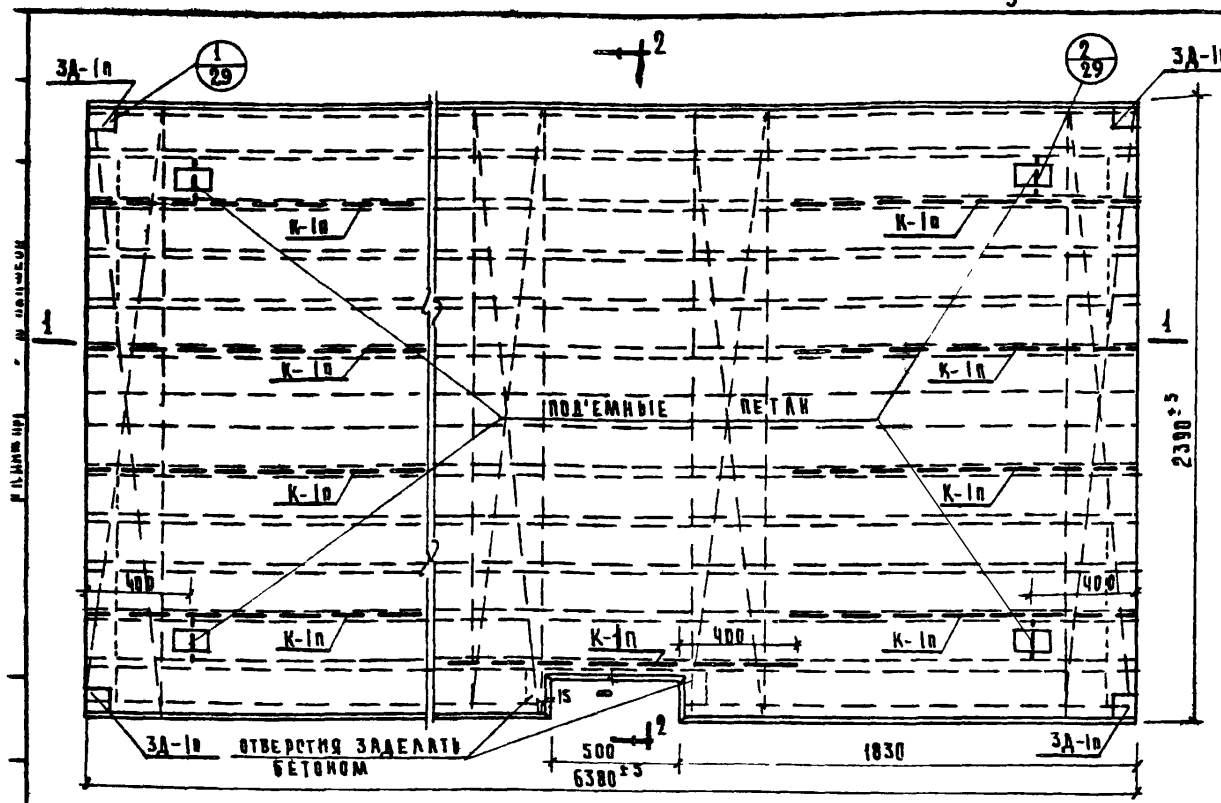 2
1
29
2
29
ЗД-1п
ЗД-1п
К-1п
К-1п
1
1
К-1п
К-1п
ПОДЪЕМНЫЕ ПЕТЛИ
2390±5
К-1п
К-1п
400
400
К-1п
К-1п
400
К-1п
15
8
ЗД-1п
ОТВЕРСТИЯ ЗАДЕЛАТЬ
БЕТОНОМ
2
500
1830
ЗД-1п
6380±5